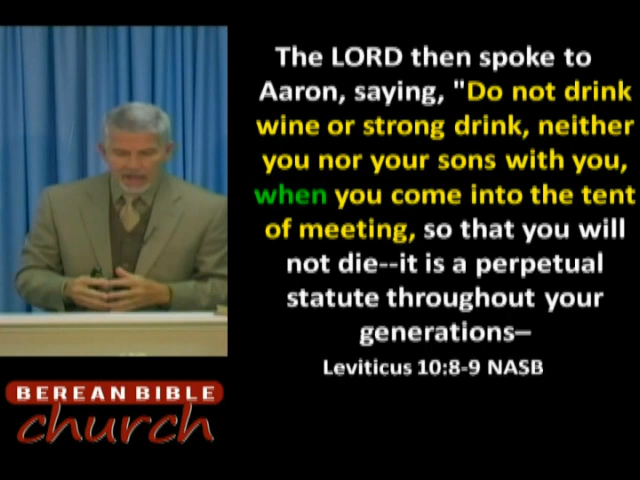 The LORD then spoke to
Aaron, saying, "Do not drink
wine or strong drink, neither
you nor your sons with you,
when you come into the tent
of meeting, so that you will
not die--it is a perpetual
statute throughout your
generations–
Leviticus 10:8-9 NASB
BEREAN BIBLE
church